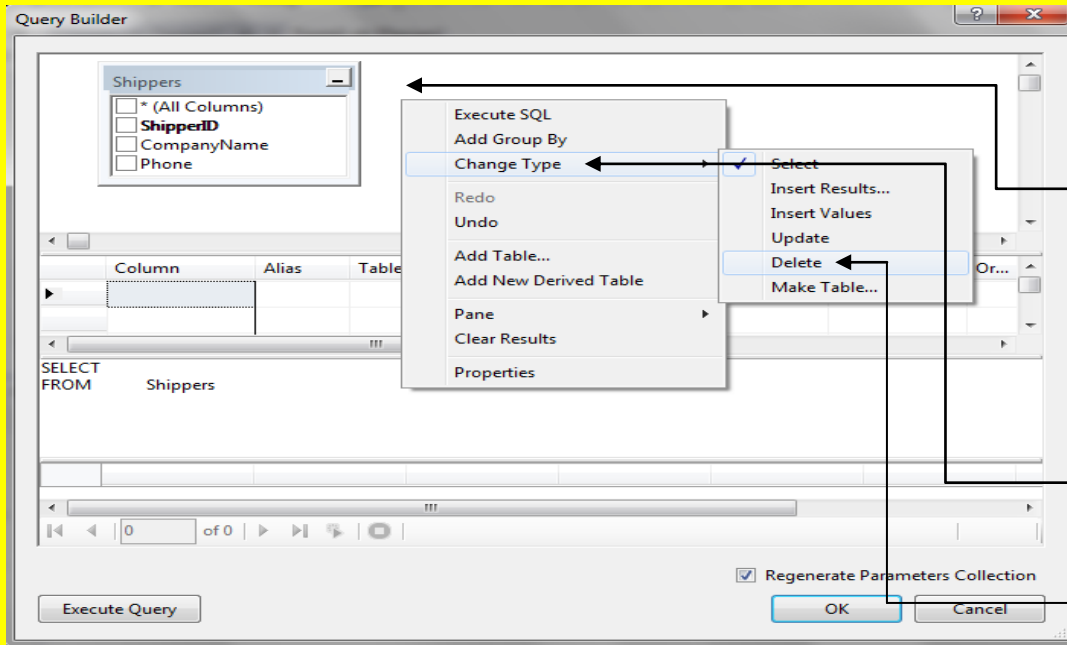 Query Builder
?
Shippers
* (All Columns)
ShipperID
CompanyName
Phone
Execute SQL
Add Group By
Change Type
Redo
Undo
Add Table...
Add New Derived Table
Pane
Clear Results
Properties
Select
Insert Results...
Insert Values
Update
Delete
Make Table...
Column Alias Table Or...
SELECT
FROM Shippers
0 of 0
Regenerate Parameters Collection
Execute Query OK Cancel